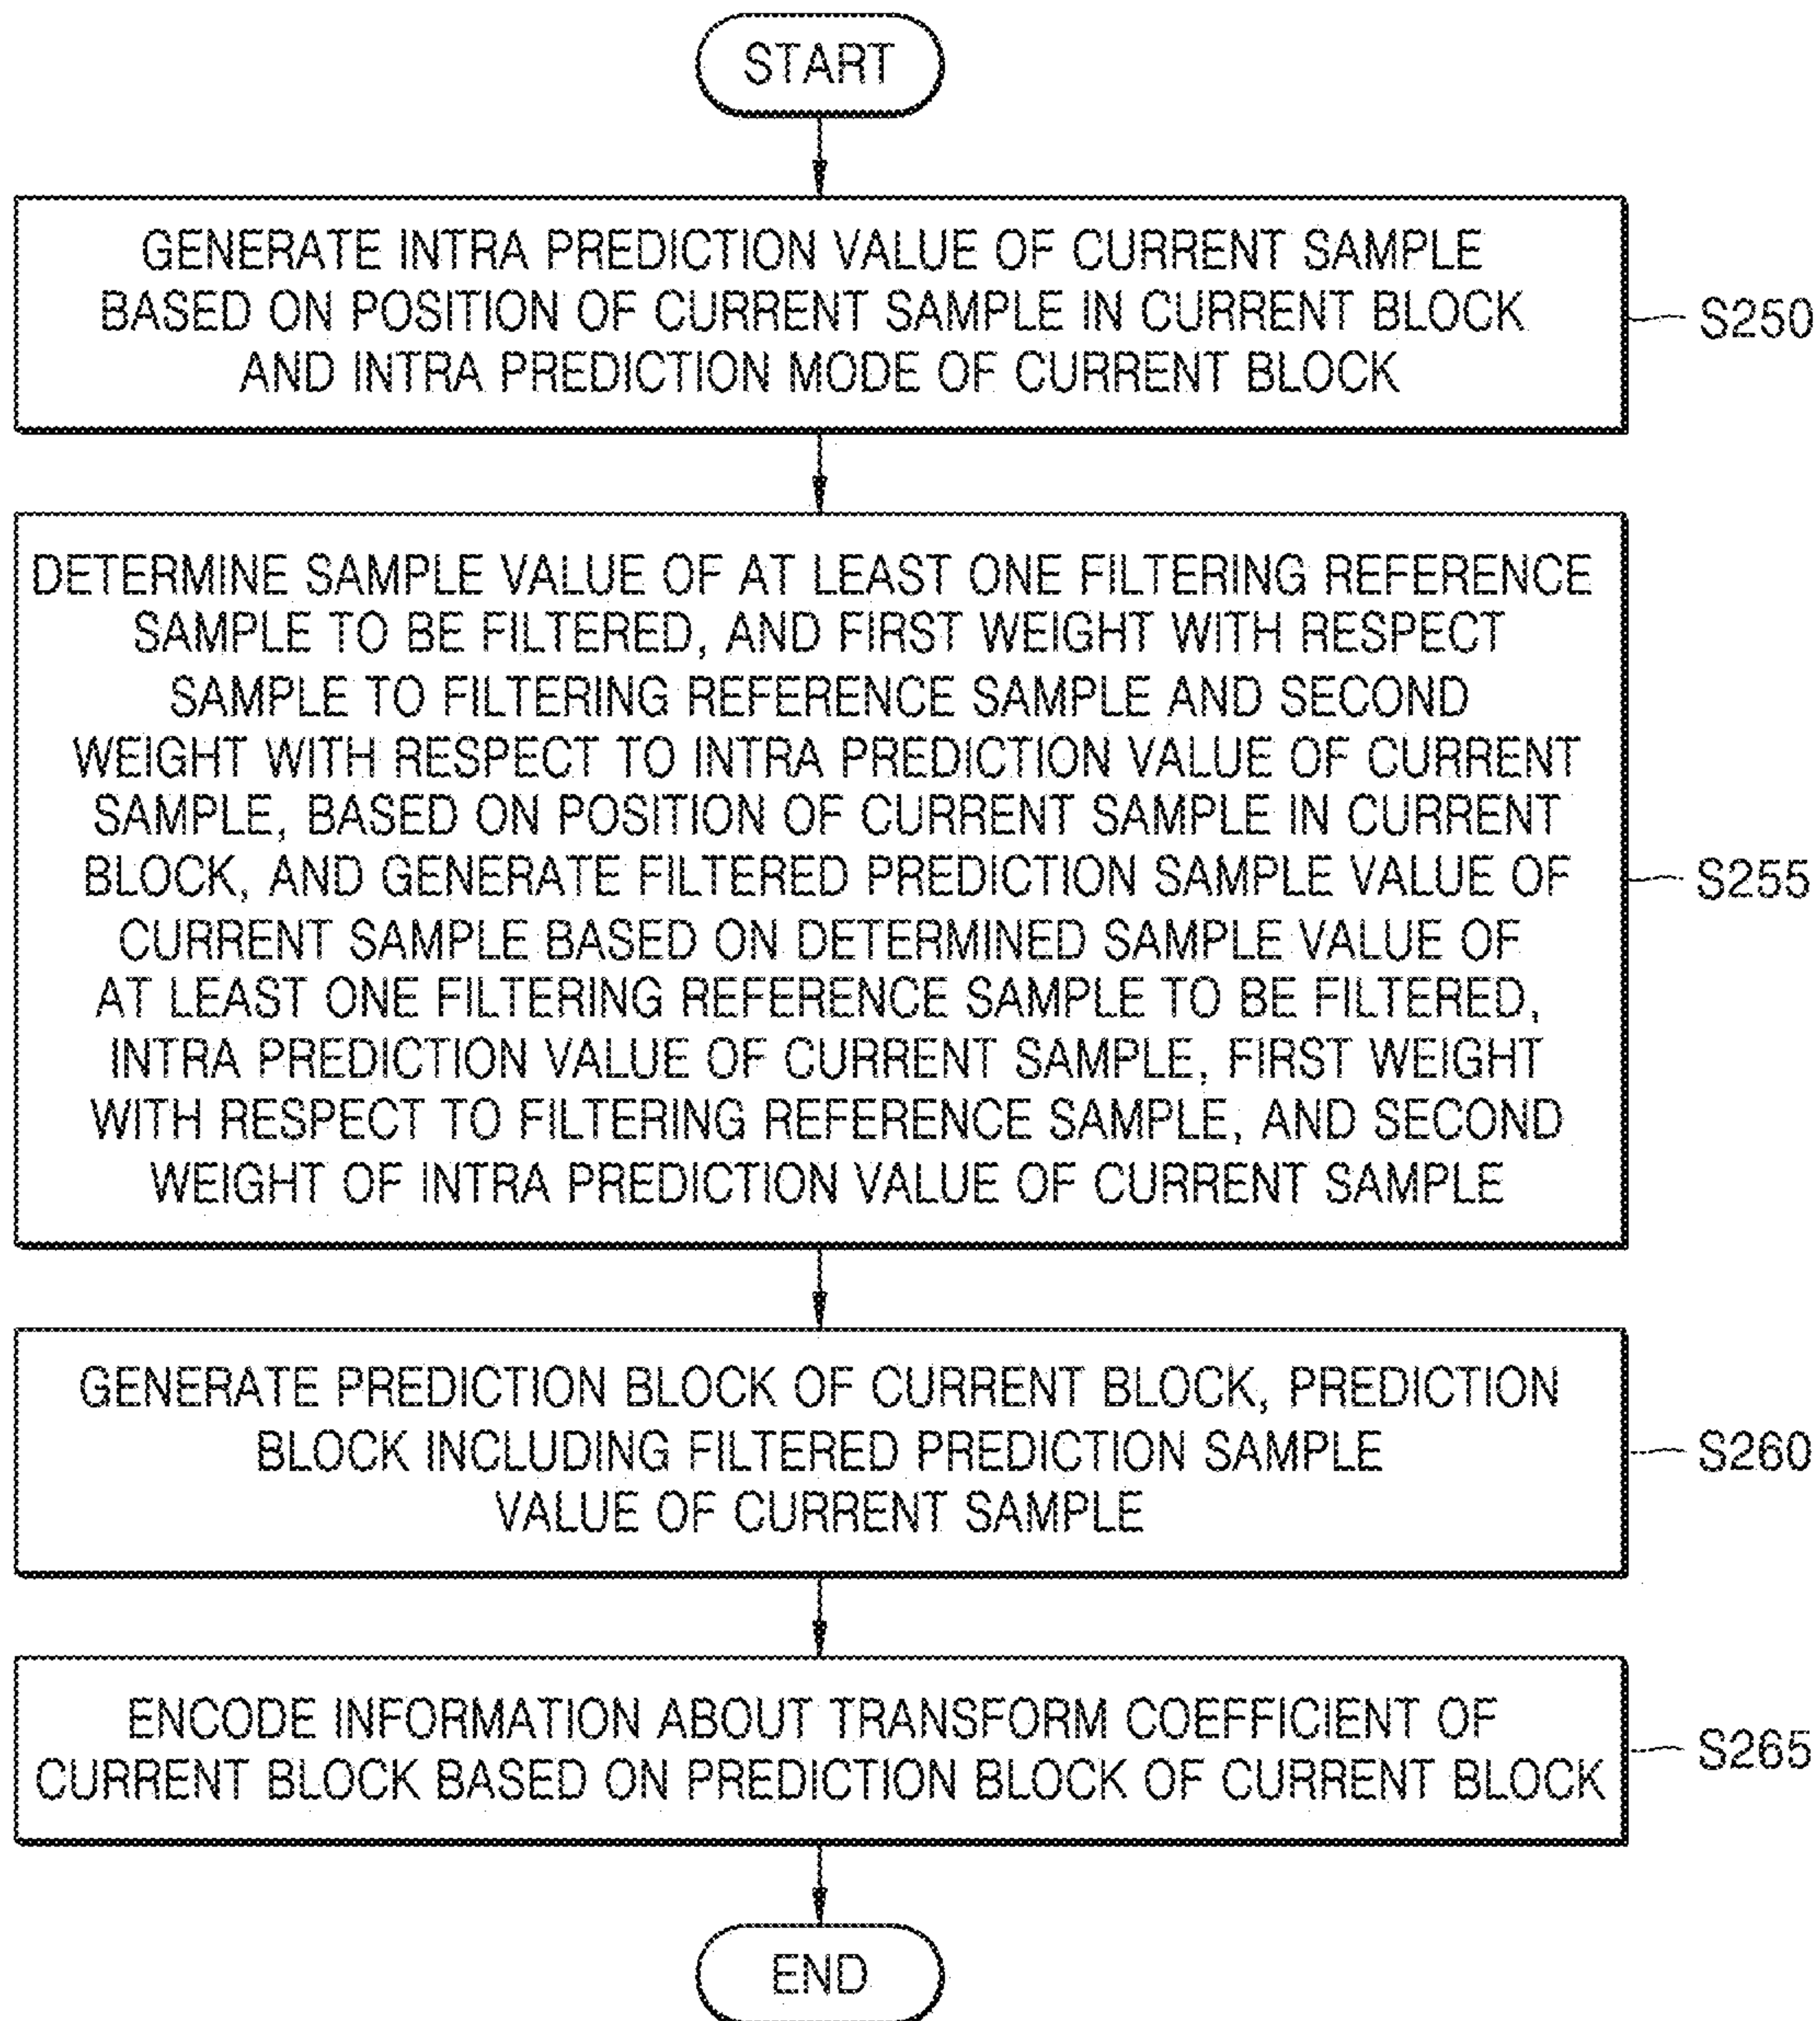 START
GENERATE INTRA PREDICTION VALUE OF CURRENT SAMPLE
BASED ON POSITION OF CURRENT SAMPLE IN CURRENT BLOCK
AND INTRA PREDICTION MODE OF CURRENT BLOCK
S250
DETERMINE SAMPLE VALUE OF AT LEAST ONE FILTERING REFERENCE
SAMPLE TO BE FILTERED, AND FIRST WEIGHT WITH RESPECT
SAMPLE TO FILTERING REFERENCE SAMPLE AND SECOND
WEIGHT WITH RESPECT TO INTRA PREDICTION VALUE OF CURRENT
SAMPLE, BASED ON POSITION OF CURRENT SAMPLE IN CURRENT
BLOCK, AND GENERATE FILTERED PREDICTION SAMPLE VALUE OF
CURRENT SAMPLE BASED ON DETERMINED SAMPLE VALUE OF
AT LEAST ONE FILTERING REFERENCE SAMPLE TO BE FILTERED,
INTRA PREDICTION VALUE OF CURRENT SAMPLE, FIRST WEIGHT
WITH RESPECT TO FILTERING REFERENCE SAMPLE, AND SECOND
WEIGHT OF INTRA PREDICTION VALUE OF CURRENT SAMPLE
S255
GENERATE PREDICTION BLOCK OF CURRENT BLOCK, PREDICTION
BLOCK INCLUDING FILTERED PREDICTION SAMPLE
VALUE OF CURRENT SAMPLE
S260
ENCODE INFORMATION ABOUT TRANSFORM COEFFICIENT OF
CURRENT BLOCK BASED ON PREDICTION BLOCK OF CURRENT BLOCK
S265
END